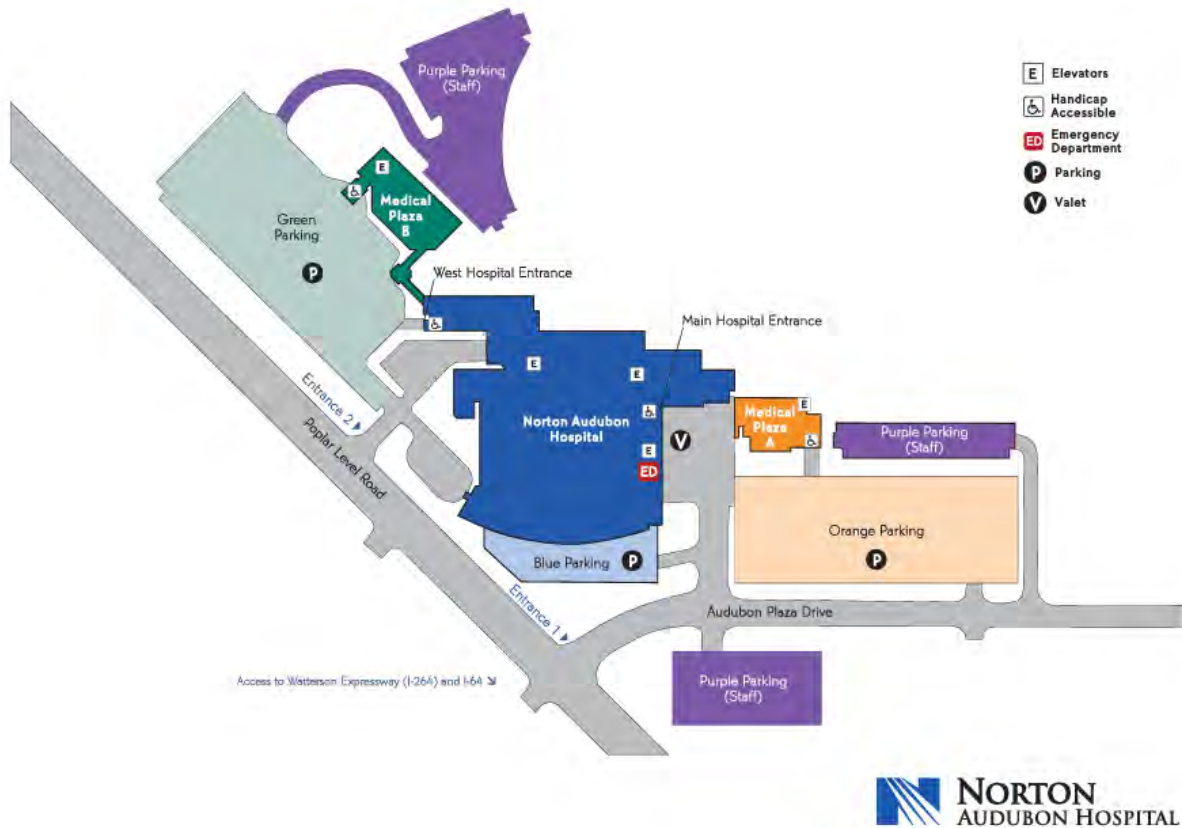 Purple Parking
(Staff)
E Elevators
Handicap
Accessible
ED Emergency
Department
P Parking
V Valet
E
Medical
Plaza
B
Green
Parking
P
West Hospital Entrance
Main Hospital Entrance
E
E
Entrance 2
Norton Audubon
Hospital
E
ED
V
E
Medical
Plaza
A
Purple Parking
(Staff)
Poplar Level Road
Orange Parking
P
Blue Parking P
Entrance 1
Audubon Plaza Drive
Access to Watterson Expressway (I-264) and I-64
Purple Parking
(Staff)
NORTON
AUDUBON HOSPITAL